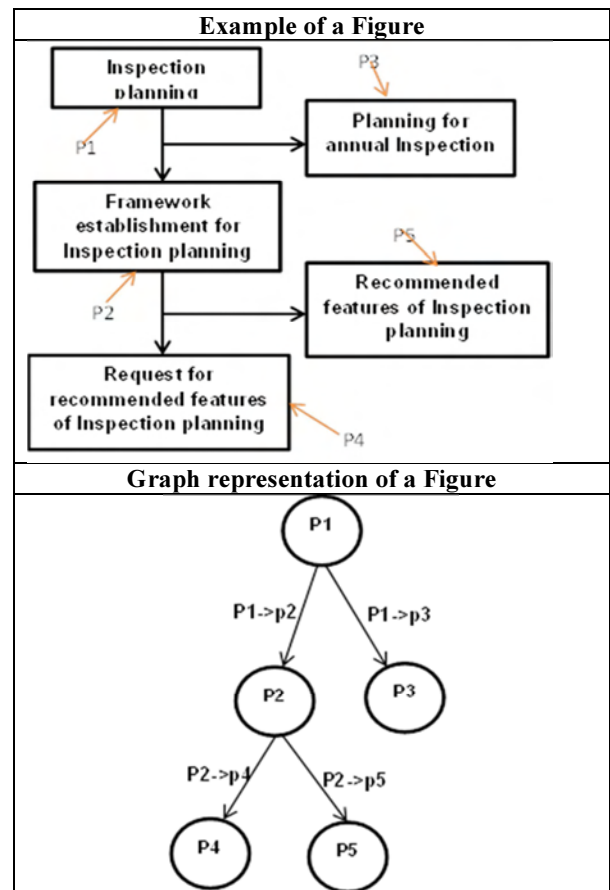 Example of a Figure
Inspection
planning
P3
P1
Planning for
annual Inspection
Framework
establishment for
Inspection planning
P5
P2
Recommended
features of Inspection
planning
Request for
recommended features
of Inspection planning
P4
Graph representation of a Figure
P1
P1->p2
P1->p3
P2
P3
P2->p4
P2->p5
P4
P5